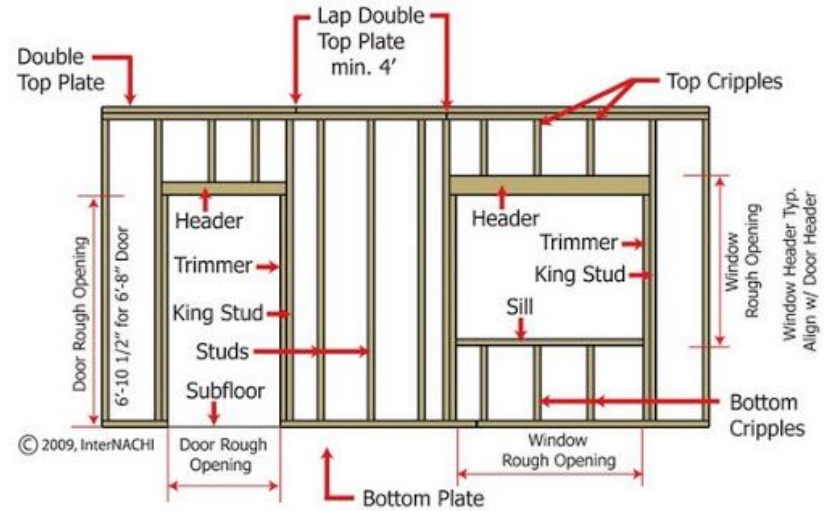 Lap Double
Top Plate
min. 4'
Double
Top Plate
Top Cripples
Header
Header
Trimmer
Trimmer
King Stud
King Stud
Sill
Studs
Subfloor
Door Rough Opening
6'-10 1/2" for 6'-8" Door
Window
Rough Opening
Window Header Typ.
Align w/ Door Header
Bottom
Cripples
© 2009, InterNACHI
Door Rough
Opening
Window
Rough Opening
Bottom Plate